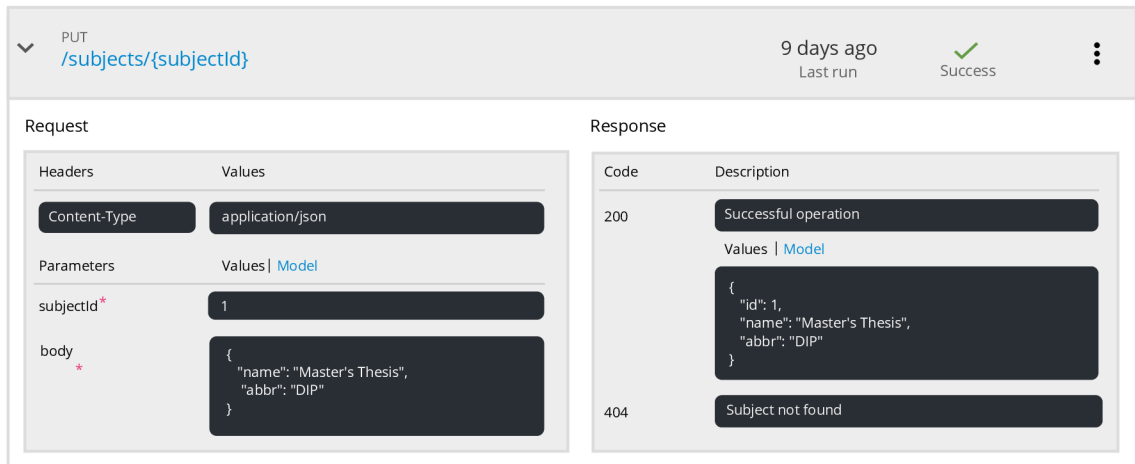 PUT
/subjects/{subjectId}
9 days ago
Last run
Success
Request
Headers Values
Content-Type application/json
Parameters Values| Model
subjectId* 1
body
*
{
"name": "Master's Thesis",
"abbr": "DIP"
}
Response
Code Description
200 Successful operation
Values | Model
{
"id": 1,
"name": "Master's Thesis",
"abbr": "DIP"
}
404 Subject not found